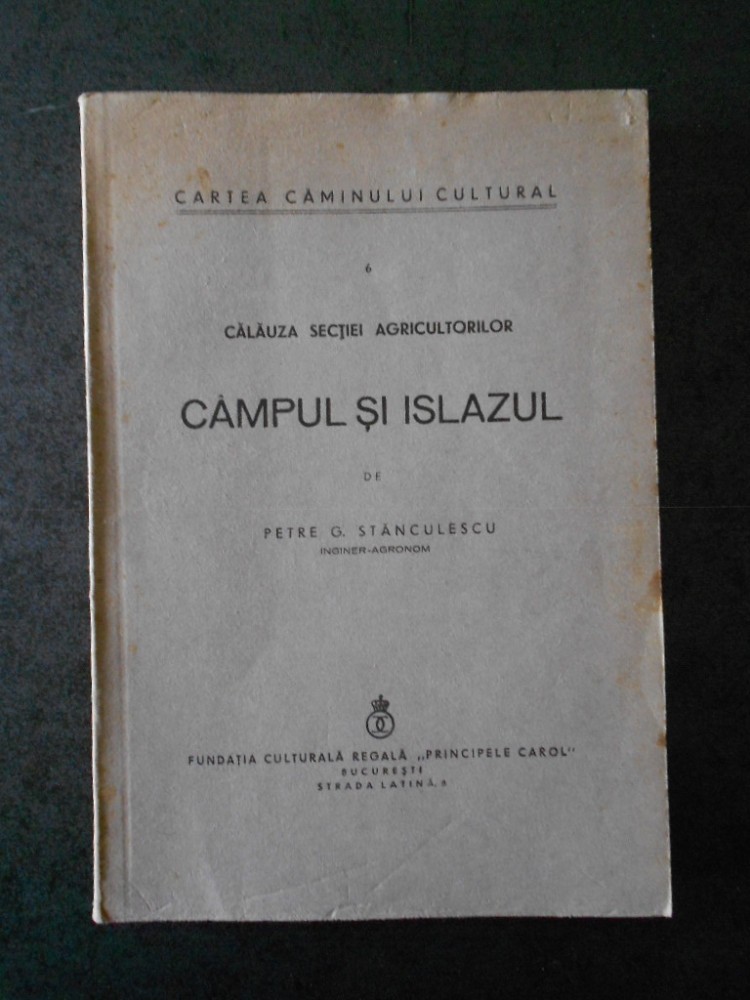 CARTEA CĂMINULUI CULTURAL
6
CĂLĂUZA SECȚIEI AGRICULTORILOR
CÂMPUL ȘI ISLAZUL
DE
PETRE G. STĂNCULESCU
INGINER-AGRONOM
FUNDAȚIA CULTURALĂ REGALĂ „PRINCIPELE CAROL"
BUCUREȘTI
STRADA LATINĂ, 8